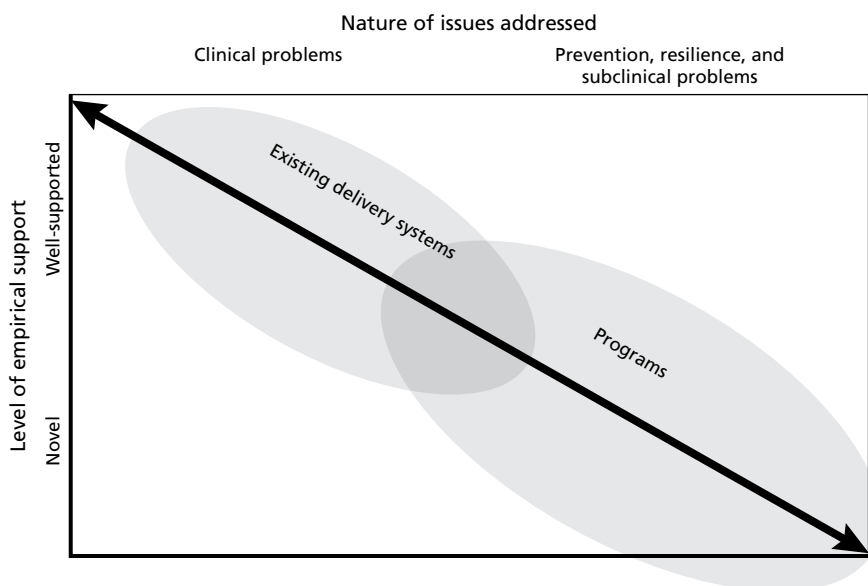 Nature of issues addressed
Clinical problems
Prevention, resilience, and
subclinical problems
Level of empirical support
Well-supported
Novel
Existing delivery systems
Programs